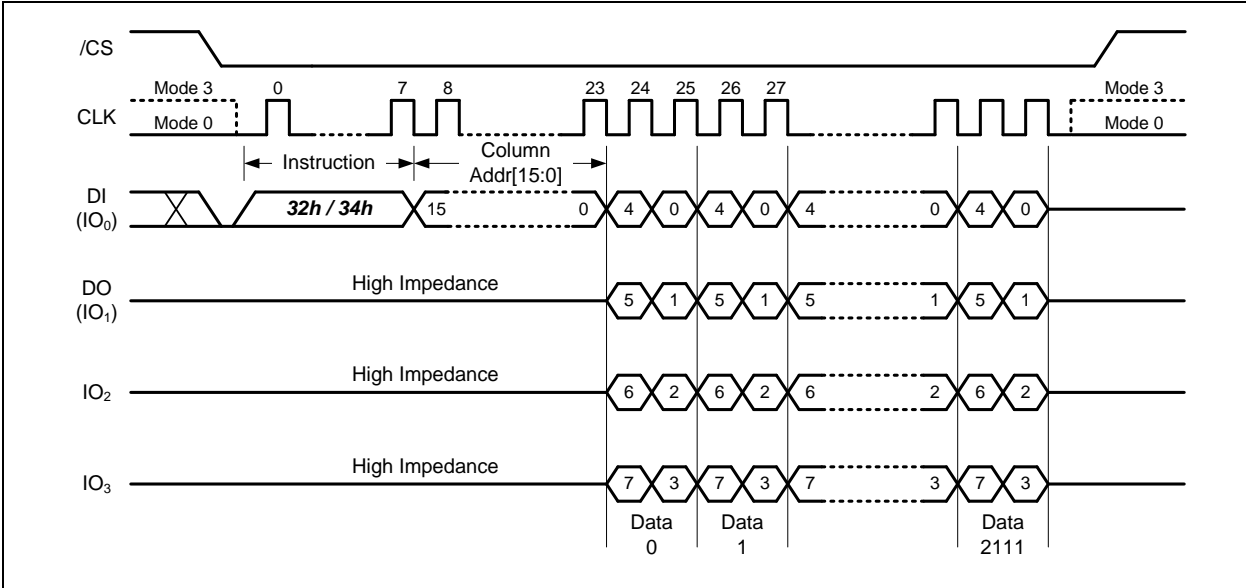 /CS
Mode 3 0 7 8 23 24 25 26 27 Mode 3
CLK
Mode 0 Mode 0
Instruction Column
Addr[15:0]
DI
(IO₀)
32h / 34h 15 0 4 0 4 0 4 0 4 0
High Impedance
DO
(IO₁)
5 1 5 1 5 1 5 1
High Impedance
IO₂ 6 2 6 2 6 2 6 2
High Impedance
IO₃ 7 3 7 3 7 3 7 3
Data Data Data
0 1 2111